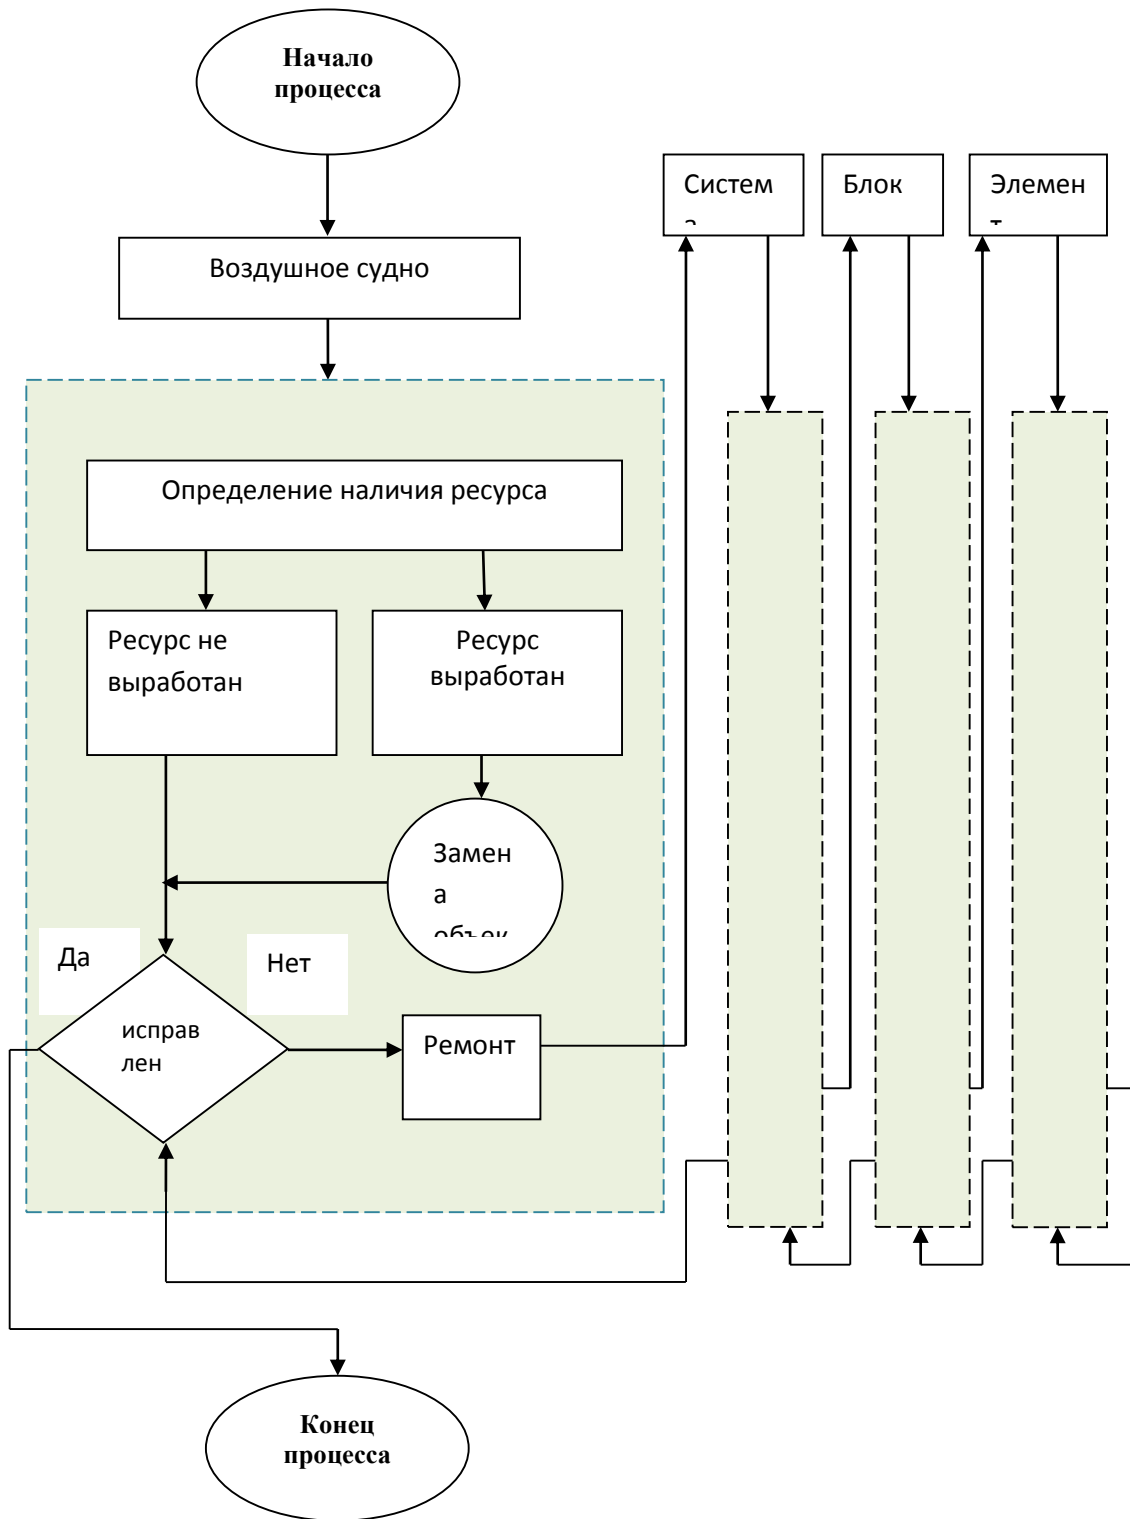 Начало
процесса
Систем
а
Блок
Элемен
т
Воздушное судно
Определение наличия ресурса
Ресурс не
выработан
Ресурс
выработан
Замен
а
объек
Да
Нет
исправ
лен
Ремонт
Конец
процесса